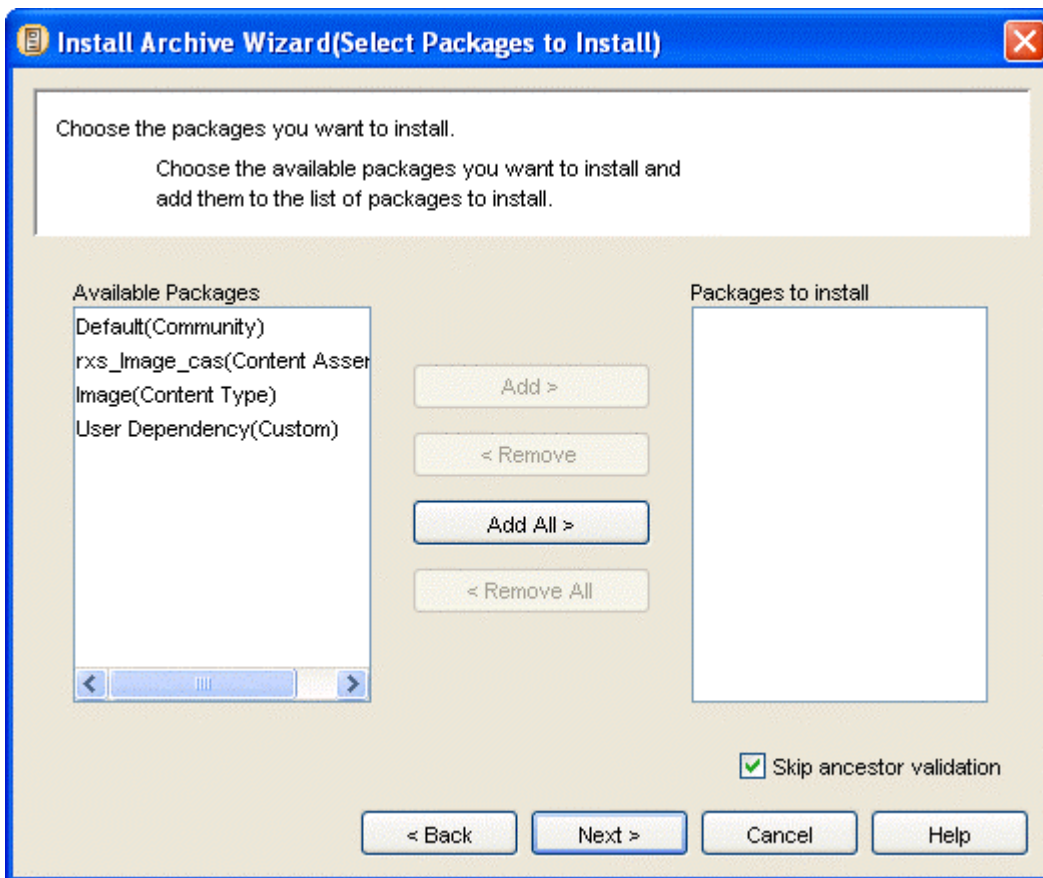 Install Archive Wizard(Select Packages to Install)
Choose the packages you want to install.
Choose the available packages you want to install and
add them to the list of packages to install.
Available Packages
Default(Community)
rxs_Image_cas(Content Assem
Image(Content Type)
User Dependency(Custom)
Add >
< Remove
Add All >
< Remove All
Packages to install
Skip ancestor validation
< Back
Next >
Cancel
Help